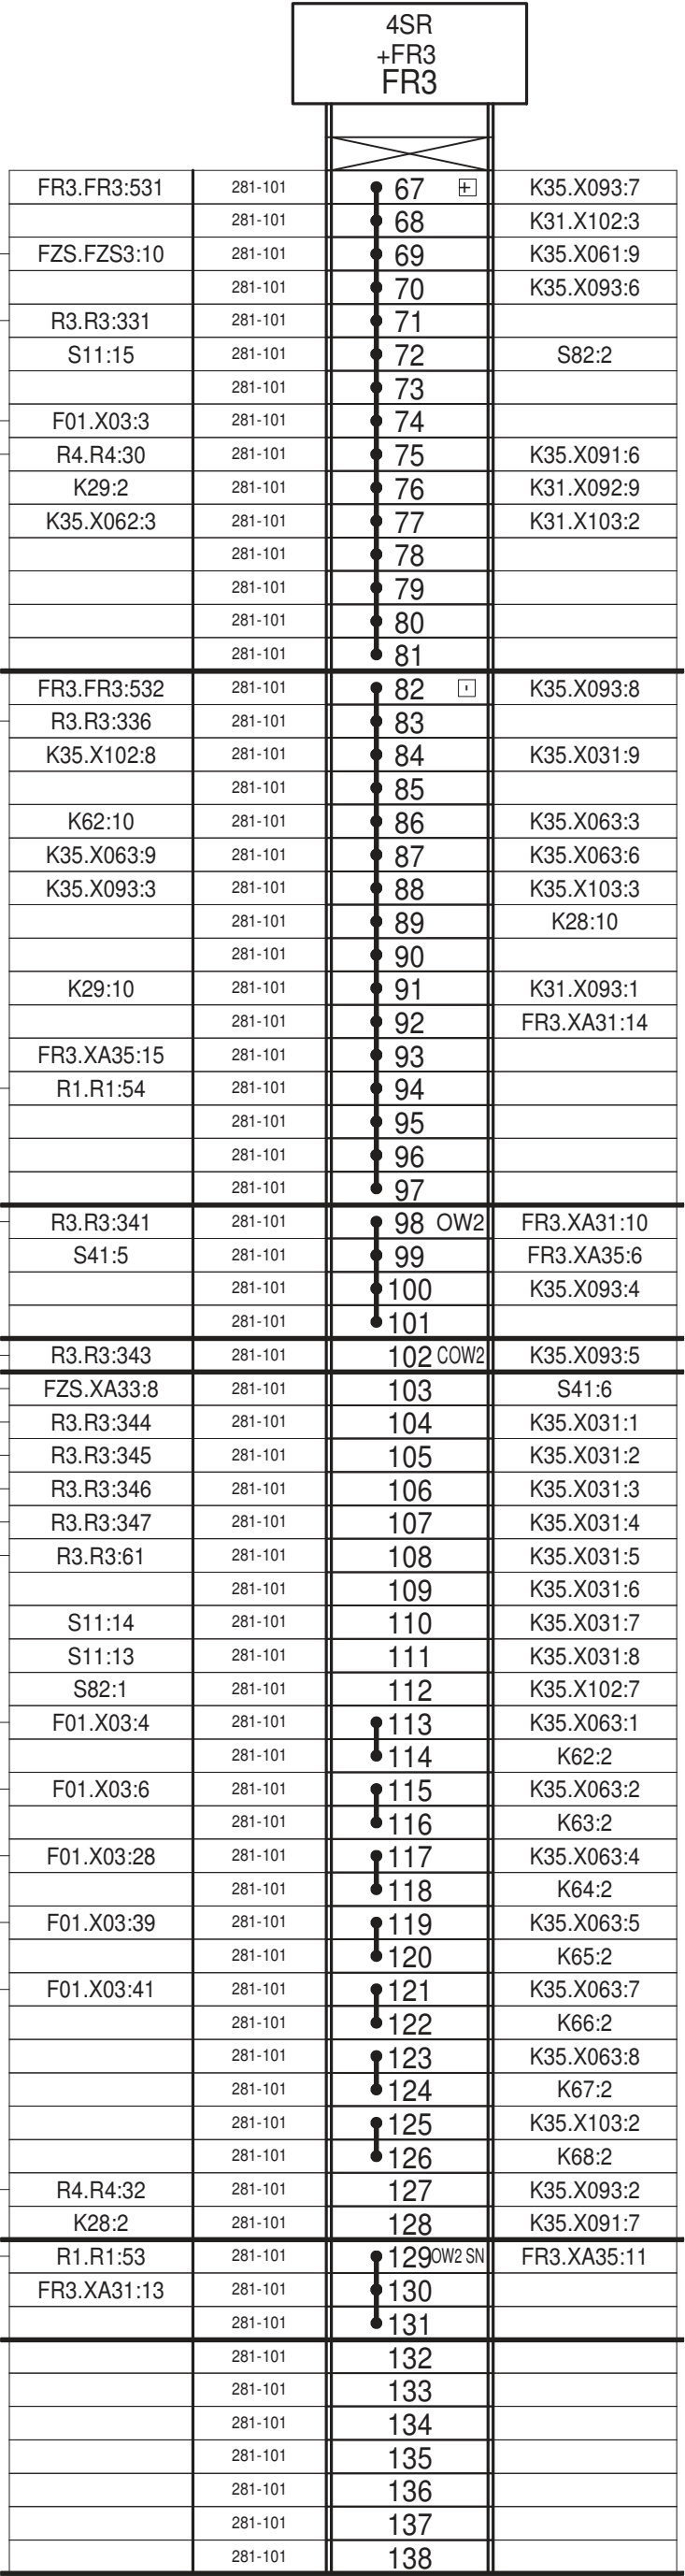 4SR
+FR3
FR3
FR3.FR3:531 281-101 67 + K35.X093:7
281-101 68 K31.X102:3
FZS.FZS3:10 281-101 69 K35.X061:9
281-101 70 K35.X093:6
R3.R3:331 281-101 71
S11:15 281-101 72 S82:2
281-101 73
F01.X03:3 281-101 74
R4.R4:30 281-101 75 K35.X091:6
K29:2 281-101 76 K31.X092:9
K35.X062:3 281-101 77 K31.X103:2
281-101 78
281-101 79
281-101 80
281-101 81
FR3.FR3:532 281-101 82 - K35.X093:8
R3.R3:336 281-101 83
K35.X102:8 281-101 84 K35.X031:9
281-101 85
K62:10 281-101 86 K35.X063:3
K35.X063:9 281-101 87 K35.X063:6
K35.X093:3 281-101 88 K35.X103:3
281-101 89 K28:10
281-101 90
K29:10 281-101 91 K31.X093:1
281-101 92 FR3.XA31:14
FR3.XA35:15 281-101 93
R1.R1:54 281-101 94
281-101 95
281-101 96
281-101 97
R3.R3:341 281-101 98 OW2 FR3.XA31:10
S41:5 281-101 99 FR3.XA35:6
281-101 100 K35.X093:4
281-101 101
R3.R3:343 281-101 102 COW2 K35.X093:5
FZS.XA33:8 281-101 103 S41:6
R3.R3:344 281-101 104 K35.X031:1
R3.R3:345 281-101 105 K35.X031:2
R3.R3:346 281-101 106 K35.X031:3
R3.R3:347 281-101 107 K35.X031:4
R3.R3:61 281-101 108 K35.X031:5
281-101 109 K35.X031:6
S11:14 281-101 110 K35.X031:7
S11:13 281-101 111 K35.X031:8
S82:1 281-101 112 K35.X102:7
F01.X03:4 281-101 113 K35.X063:1
281-101 114 K62:2
F01.X03:6 281-101 115 K35.X063:2
281-101 116 K63:2
F01.X03:28 281-101 117 K35.X063:4
281-101 118 K64:2
F01.X03:39 281-101 119 K35.X063:5
281-101 120 K65:2
F01.X03:41 281-101 121 K35.X063:7
281-101 122 K66:2
281-101 123 K35.X063:8
281-101 124 K67:2
281-101 125 K35.X103:2
281-101 126 K68:2
R4.R4:32 281-101 127 K35.X093:2
K28:2 281-101 128 K35.X091:7
R1.R1:53 281-101 129 OW2 SN FR3.XA35:11
FR3.XA31:13 281-101 130
281-101 131
281-101 132
281-101 133
281-101 134
281-101 135
281-101 136
281-101 137
281-101 138